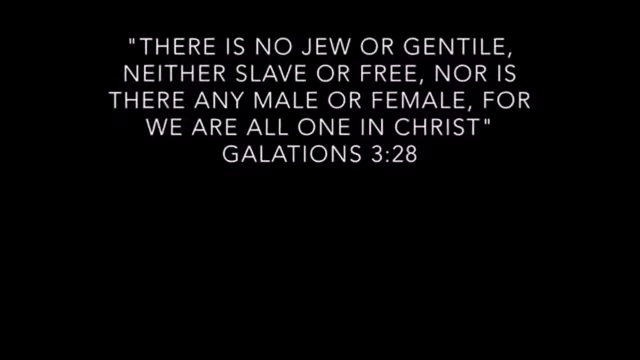 "THERE IS NO JEW OR GENTILE,
NEITHER SLAVE OR FREE, NOR IS
THERE ANY MALE OR FEMALE, FOR
WE ARE ALL ONE IN CHRIST"
GALATIONS 3:28